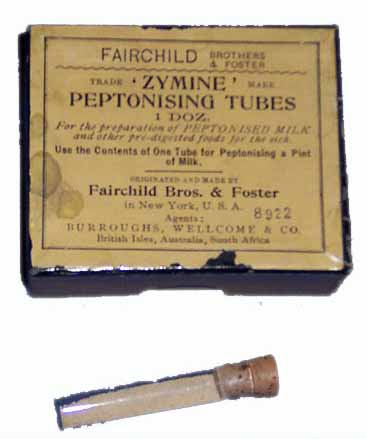 FAIRCHILD BROTHERS & FOSTER
TRADE 'ZYMINE' MARK
PEPTONISING TUBES
1 DOZ.
For the preparation of PEPTONISED MILK
and other pre-digested foods for the sick.
Use the Contents of One Tube for Peptonising a Pint
of Milk.
ORIGINATED AND MADE BY
Fairchild Bros. & Foster
in New York, U. S. A.
8922
Agents:
BURROUGHS, WELLCOME & CO.
British Isles, Australia, South Africa